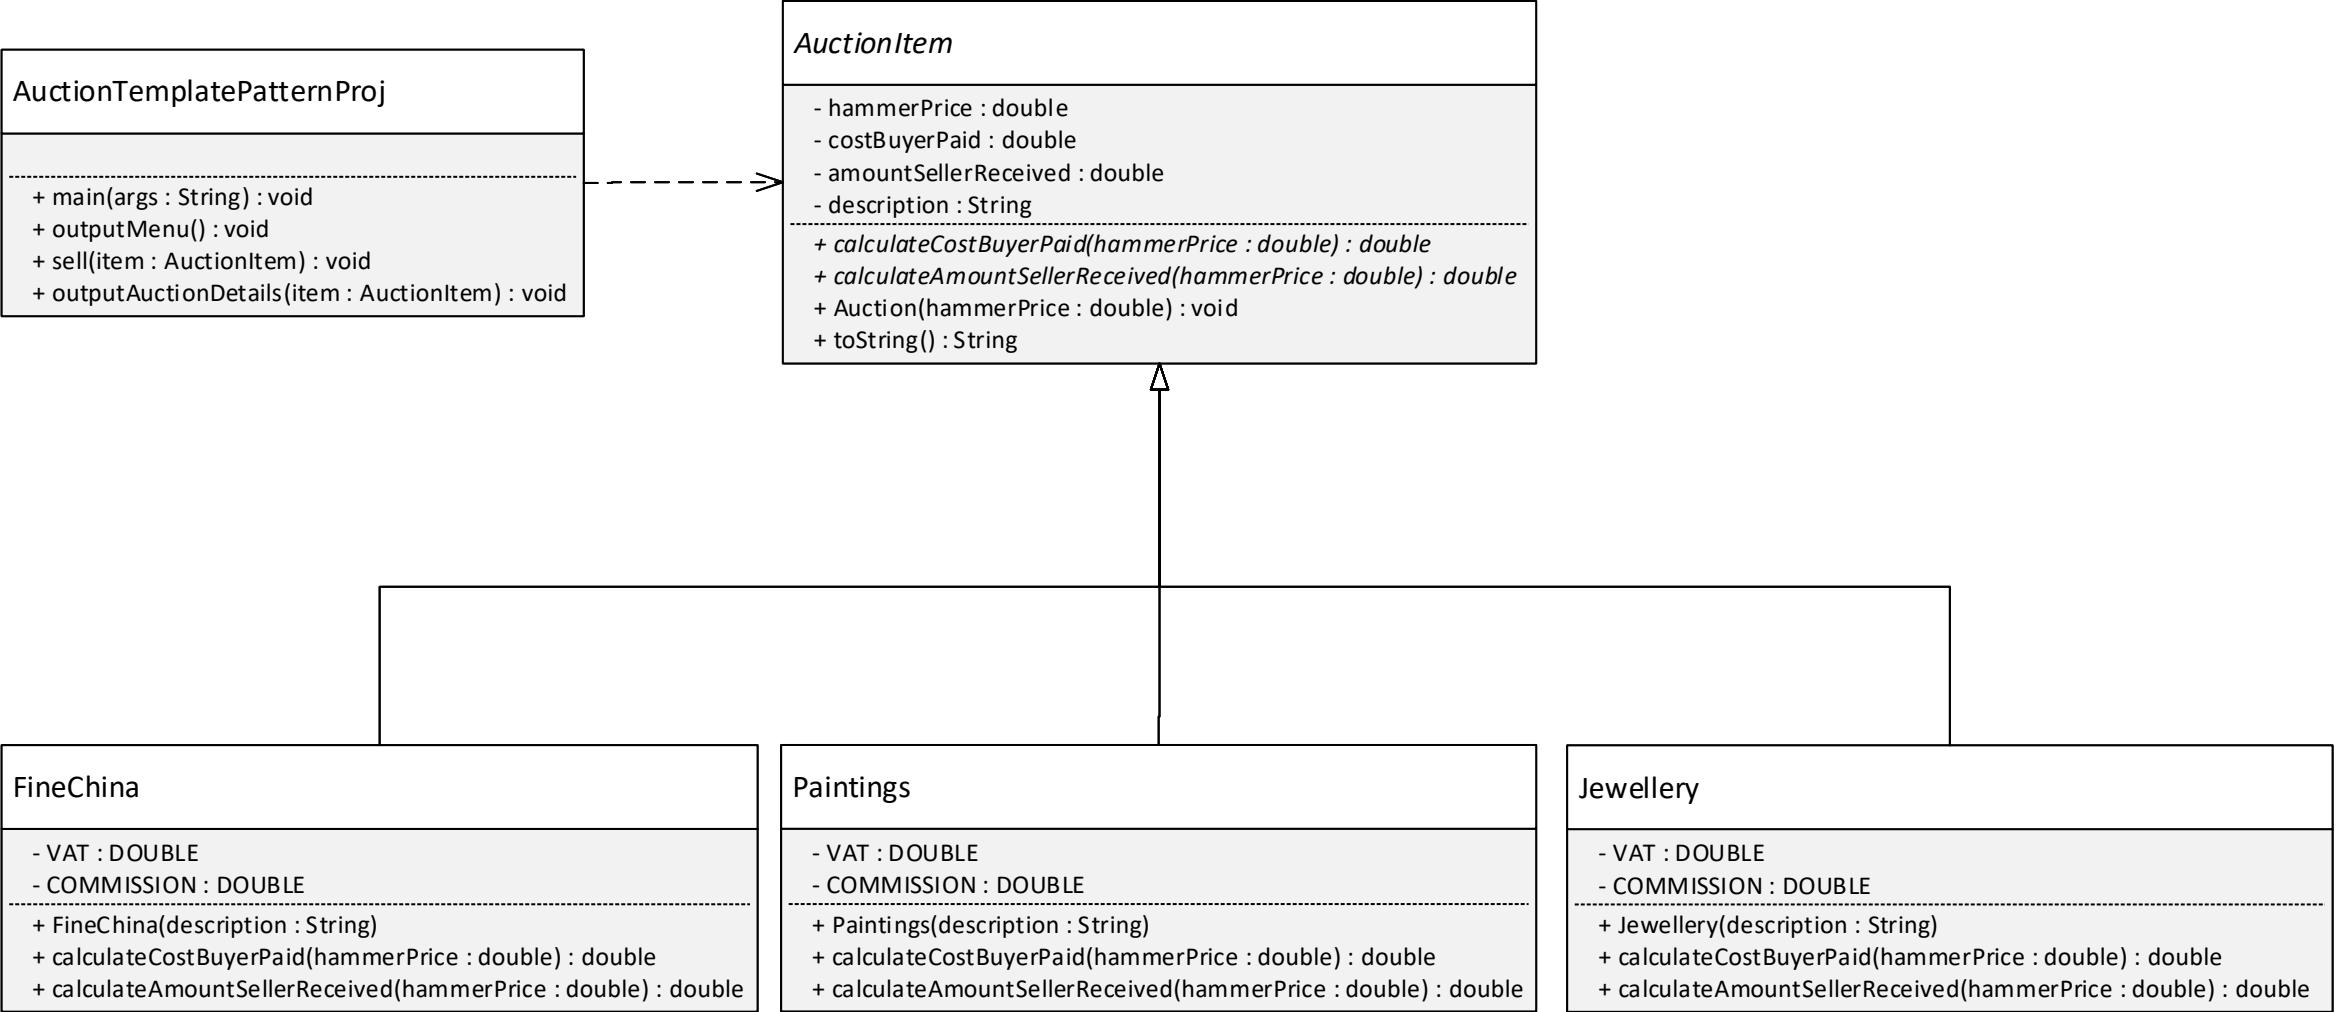 AuctionTemplatePatternProj
+ main(args : String) : void
+ outputMenu() : void
+ sell(item : AuctionItem) : void
+ outputAuctionDetails(item : AuctionItem) : void
AuctionItem
- hammerPrice : double
- costBuyerPaid : double
- amountSellerReceived : double
- description : String
+ calculateCostBuyerPaid(hammerPrice : double) : double
+ calculateAmountSellerReceived(hammerPrice : double) : double
+ Auction(hammerPrice : double) : void
+ toString() : String
FineChina
- VAT : DOUBLE
- COMMISSION : DOUBLE
+ FineChina(description : String)
+ calculateCostBuyerPaid(hammerPrice : double) : double
+ calculateAmountSellerReceived(hammerPrice : double) : double
Paintings
- VAT : DOUBLE
- COMMISSION : DOUBLE
+ Paintings(description : String)
+ calculateCostBuyerPaid(hammerPrice : double) : double
+ calculateAmountSellerReceived(hammerPrice : double) : double
Jewellery
- VAT : DOUBLE
- COMMISSION : DOUBLE
+ Jewellery(description : String)
+ calculateCostBuyerPaid(hammerPrice : double) : double
+ calculateAmountSellerReceived(hammerPrice : double) : double